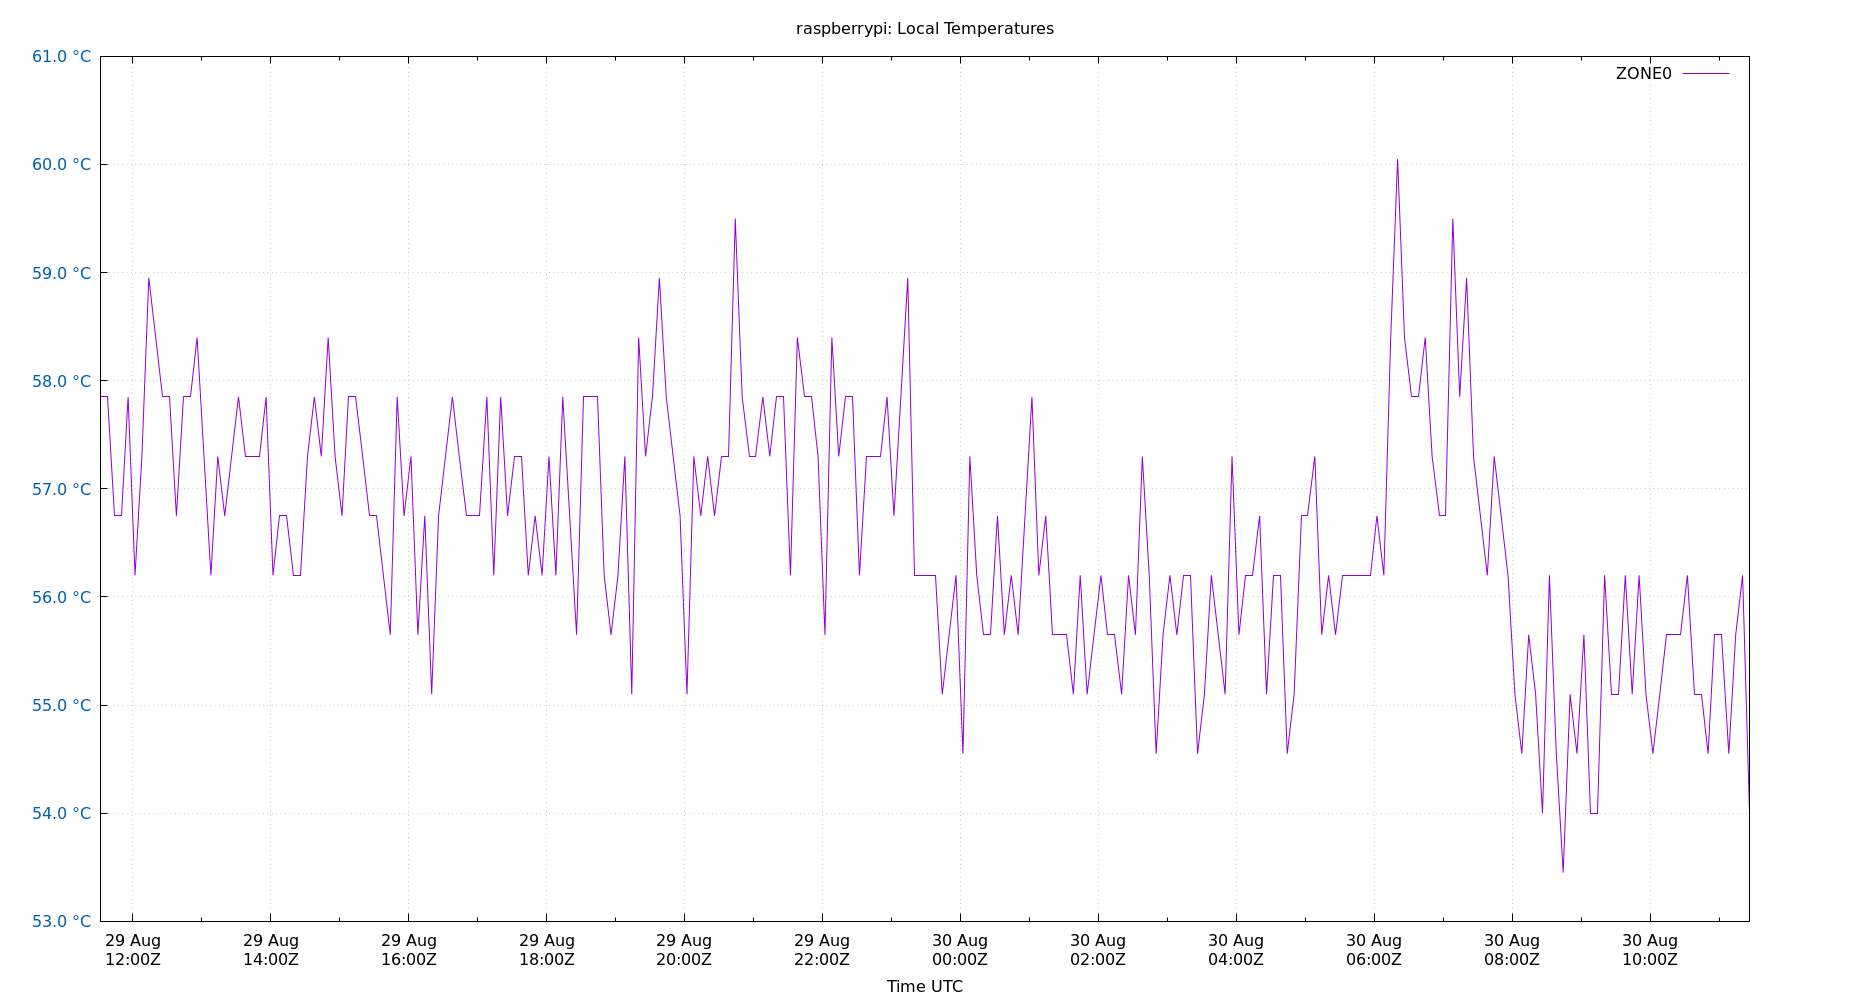 raspberrypi: Local Temperatures
61.0 °C
ZONE0
60.0 °C
59.0 °C
58.0 °C
57.0 °C
56.0 °C
55.0 °C
54.0 °C
53.0 °C
29 Aug 29 Aug 29 Aug 29 Aug 29 Aug 29 Aug 30 Aug 30 Aug 30 Aug 30 Aug 30 Aug 30 Aug
12:00Z 14:00Z 16:00Z 18:00Z 20:00Z 22:00Z 00:00Z 02:00Z 04:00Z 06:00Z 08:00Z 10:00Z
Time UTC